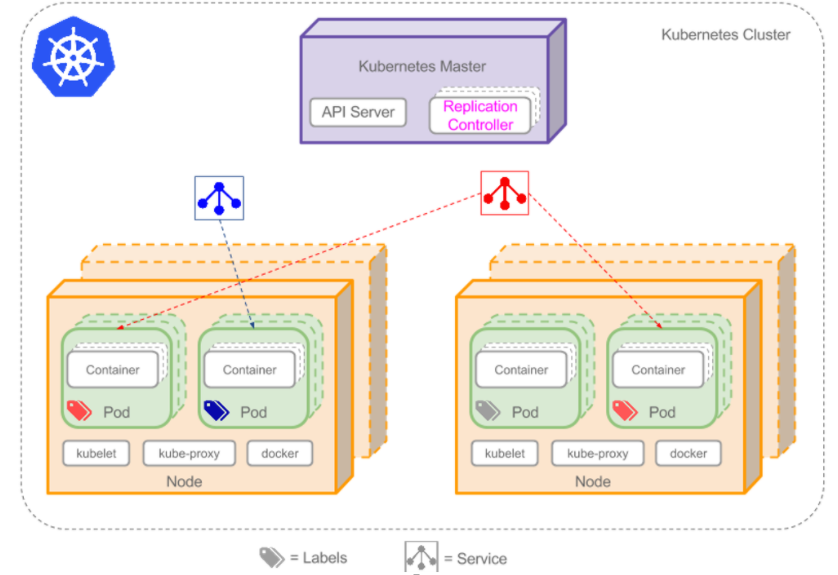 Kubernetes Cluster
Kubernetes Master
API Server
Replication
Controller
Container
Pod
Container
Pod
kubelet
kube-proxy
docker
Node
Container
Pod
Container
Pod
kubelet
kube-proxy
docker
Node
= Labels
= Service